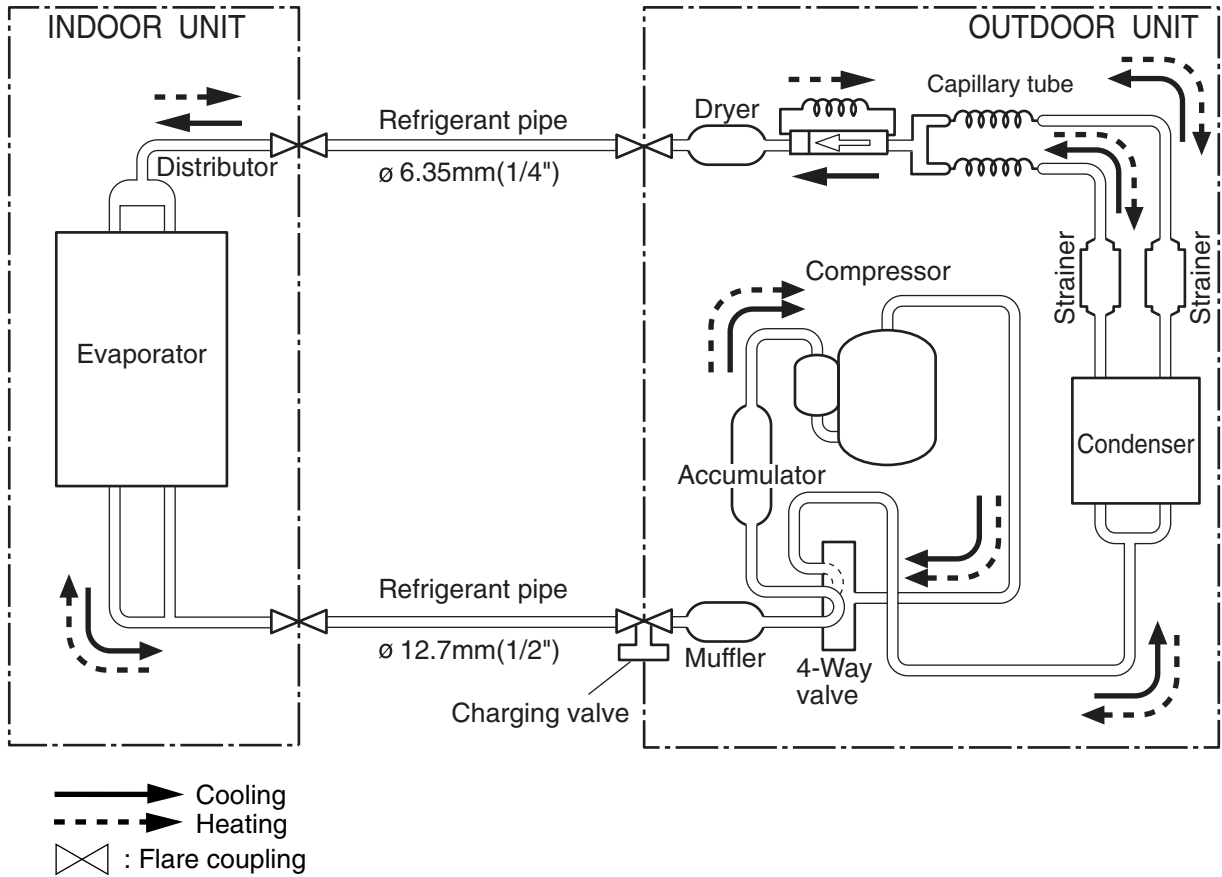 INDOOR UNIT
OUTDOOR UNIT
Capillary tube
Dryer
Refrigerant pipe
ø 6.35mm(1/4")
Distributor
Strainer
Strainer
Compressor
Evaporator
Condenser
Accumulator
Refrigerant pipe
ø 12.7mm(1/2")
Muffler
4-Way
valve
Charging valve
Cooling
Heating
: Flare coupling